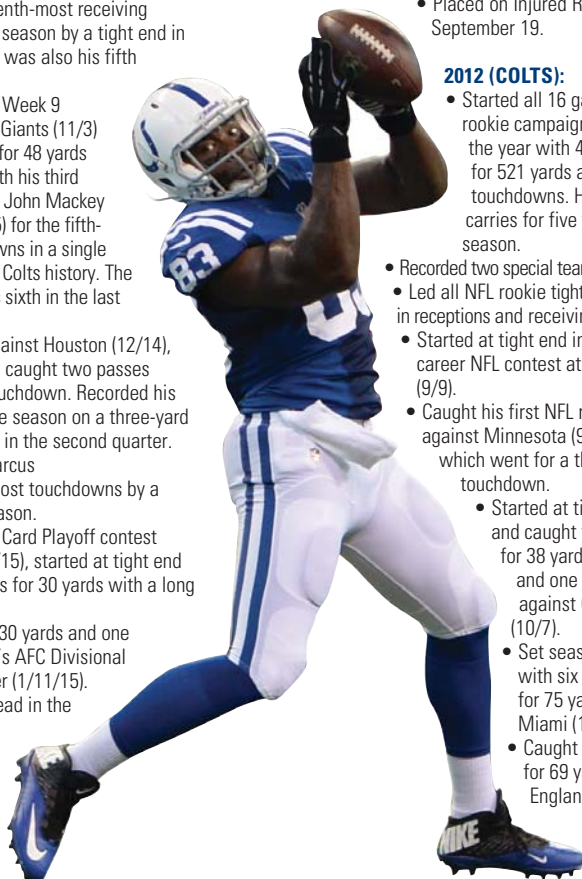 enth-most receiving
season by a tight end in
was also his fifth
Week 9
Giants (11/3)
for 48 yards
th his third
John Mackey
5) for the fifth-
wns in a single
Colts history. The
s sixth in the last
ainst Houston (12/14),
caught two passes
uchdown. Recorded his
e season on a three-yard
in the second quarter.
arcus
ost touchdowns by a
ason.
Card Playoff contest
/15), started at tight end
s for 30 yards with a long
30 yards and one
's AFC Divisional
er (1/11/15).
ead in the
• Placed on Injured R
September 19.
2012 (COLTS):
• Started all 16 ga
rookie campaign
the year with 4
for 521 yards a
touchdowns. H
carries for five
season.
• Recorded two special tea
• Led all NFL rookie tight
in receptions and receivin
• Started at tight end in
career NFL contest at
(9/9).
• Caught his first NFL r
against Minnesota (9
which went for a th
touchdown.
• Started at ti
and caught
for 38 yard
and one
against
(10/7).
• Set seas
with six
for 75 ya
Miami (1
• Caught
for 69 y
England
83
NIKE
NIKE